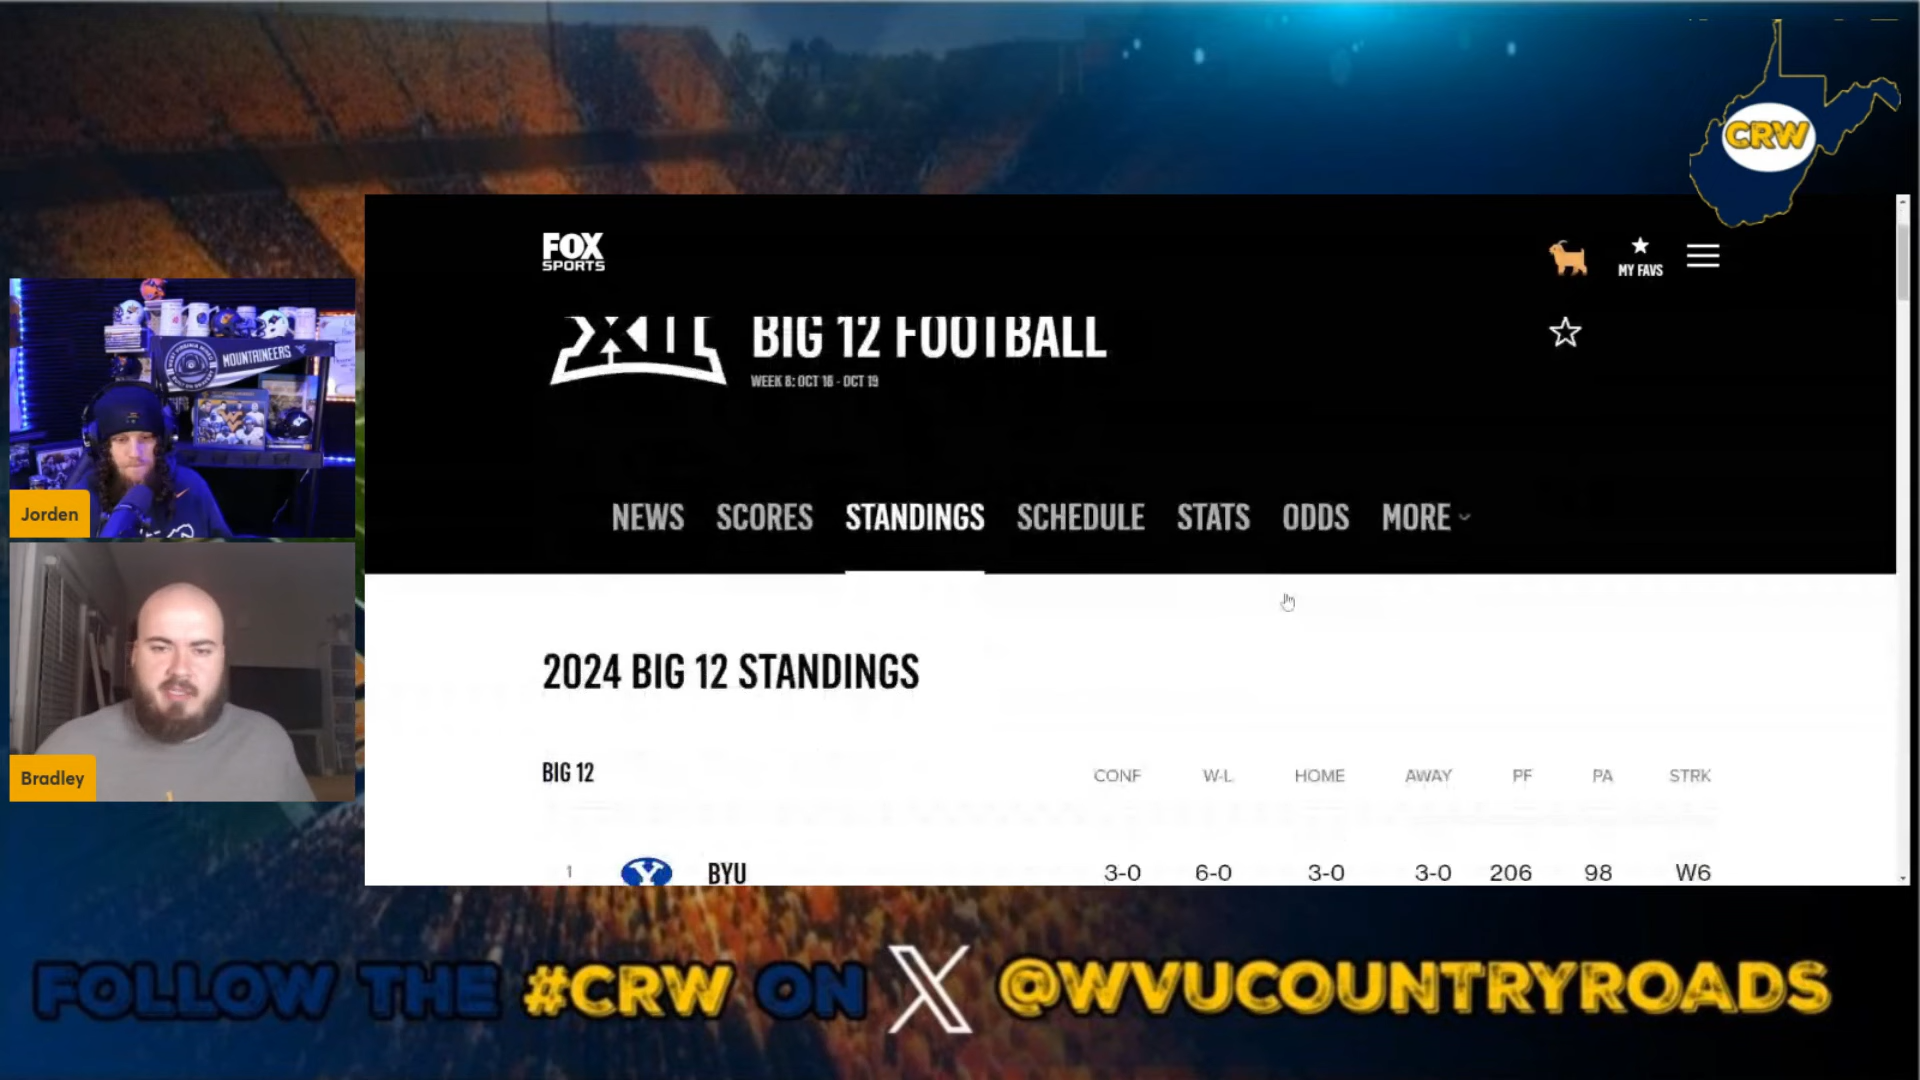 CRW
FOX
SPORTS
MY FAVS
XII
BIG 12 FOOTBALL
WEEK 8: OCT 18 - OCT 19
NEWS SCORES STANDINGS SCHEDULE STATS ODDS MORE
2024 BIG 12 STANDINGS
BIG 12 CONF W-L HOME AWAY PF PA STRK
1 Y BYU 3-0 6-0 3-0 3-0 206 98 W6
MOUNTAINEERS
Jorden
Bradley
FOLLOW THE #CRW ON X @WVUCOUNTRYROADS